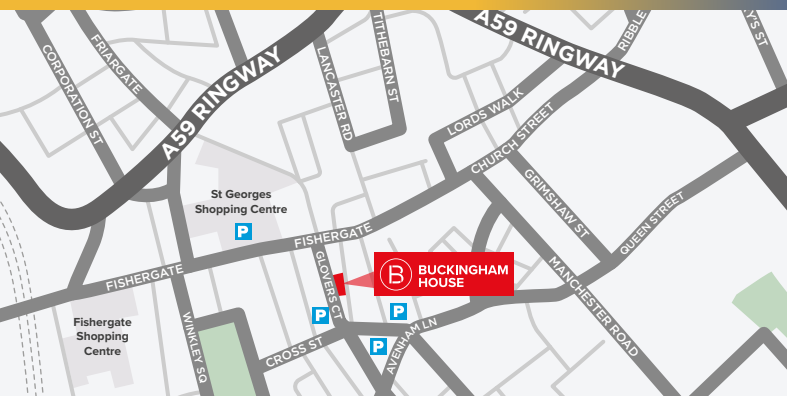 A59 RINGWAY
TITHEBARN ST
RIBBLE
Y'S ST
FRIARGATE
CORPORATION ST
A59 RINGWAY
LANCASTER RD
LORDS WALK
CHURCH STREET
St Georges
Shopping Centre
P
GRIMSHAW ST
QUEEN STREET
FISHERGATE
FISHERGATE
GLOVERS CT
B
BUCKINGHAM
HOUSE
MANCHESTER ROAD
P
P
Fishergate
Shopping
Centre
WINKLEY SQ
CROSS ST
P
AVENHAM LN